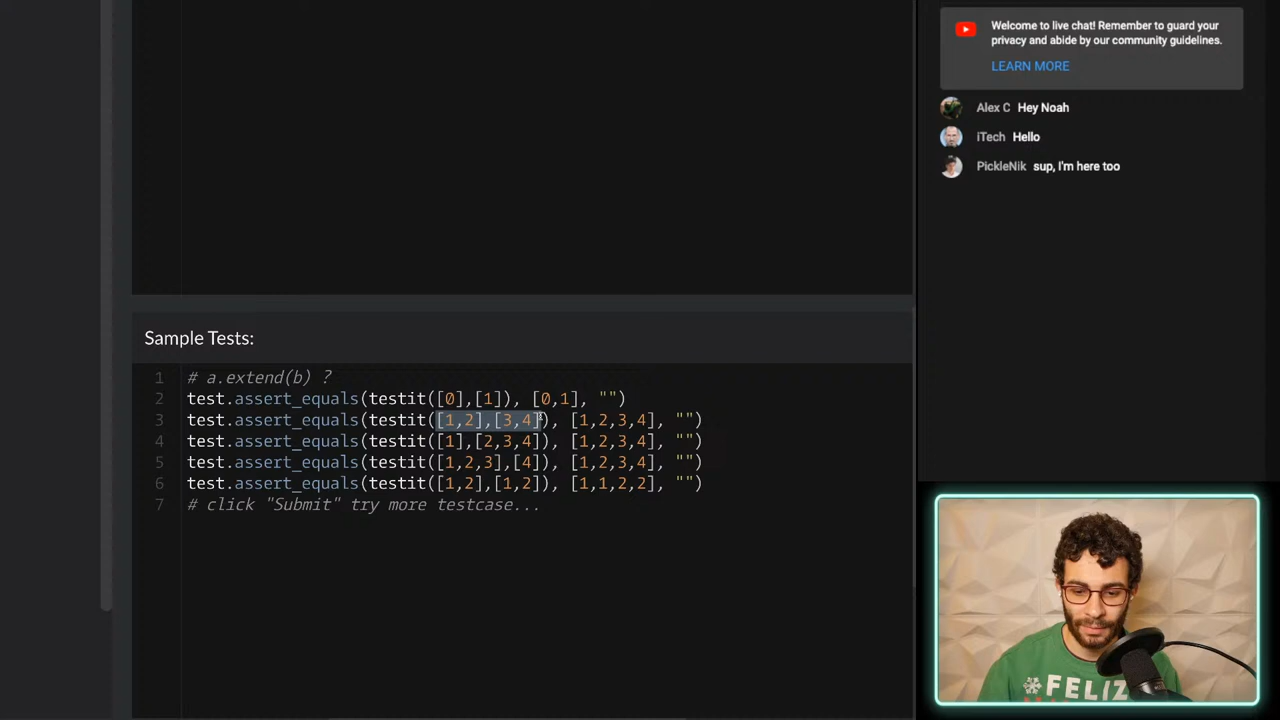 Welcome to live chat! Remember to guard your
privacy and abide by our community guidelines.
LEARN MORE
Alex C Hey Noah
iTech Hello
PickleNik sup, I'm here too
Sample Tests:
1 # a.extend(b) ?
2 test.assert_equals(testit([0],[1]), [0,1], "")
3 test.assert_equals(testit([1,2],[3,4]), [1,2,3,4], "")
4 test.assert_equals(testit([1],[2,3,4]), [1,2,3,4], "")
5 test.assert_equals(testit([1,2,3],[4]), [1,2,3,4], "")
6 test.assert_equals(testit([1,2],[1,2]), [1,1,2,2], "")
7 # click "Submit" try more testcase...
FELIZ